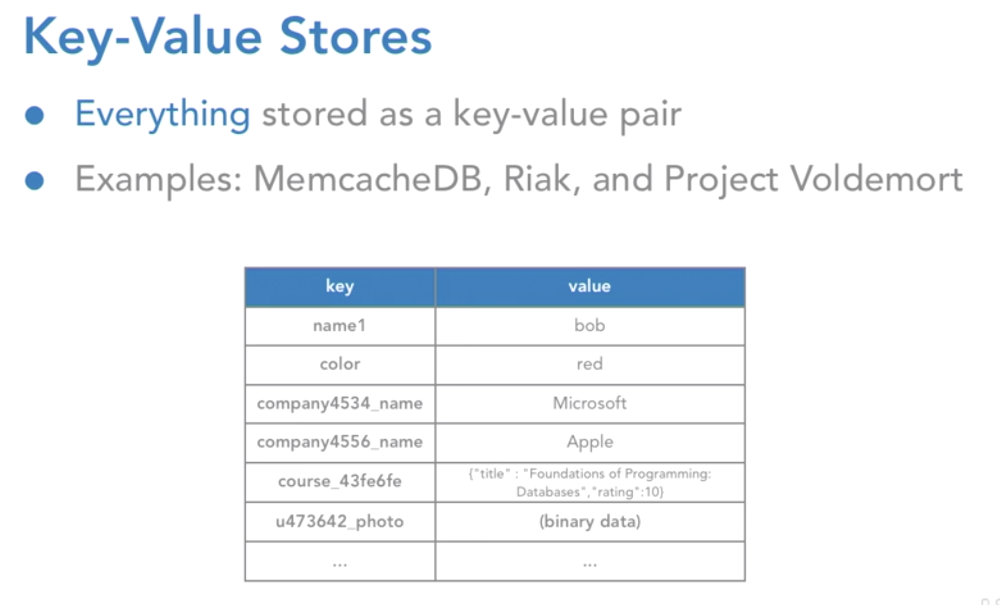 Key-Value Stores
Everything stored as a key-value pair
Examples: MemcacheDB, Riak, and Project Voldemort
key value
name1 bob
color red
company4534_name Microsoft
company4556_name Apple
course_43fe6fe {"title" : "Foundations of Programming:
Databases","rating":10}
u473642_photo (binary data)
... ...